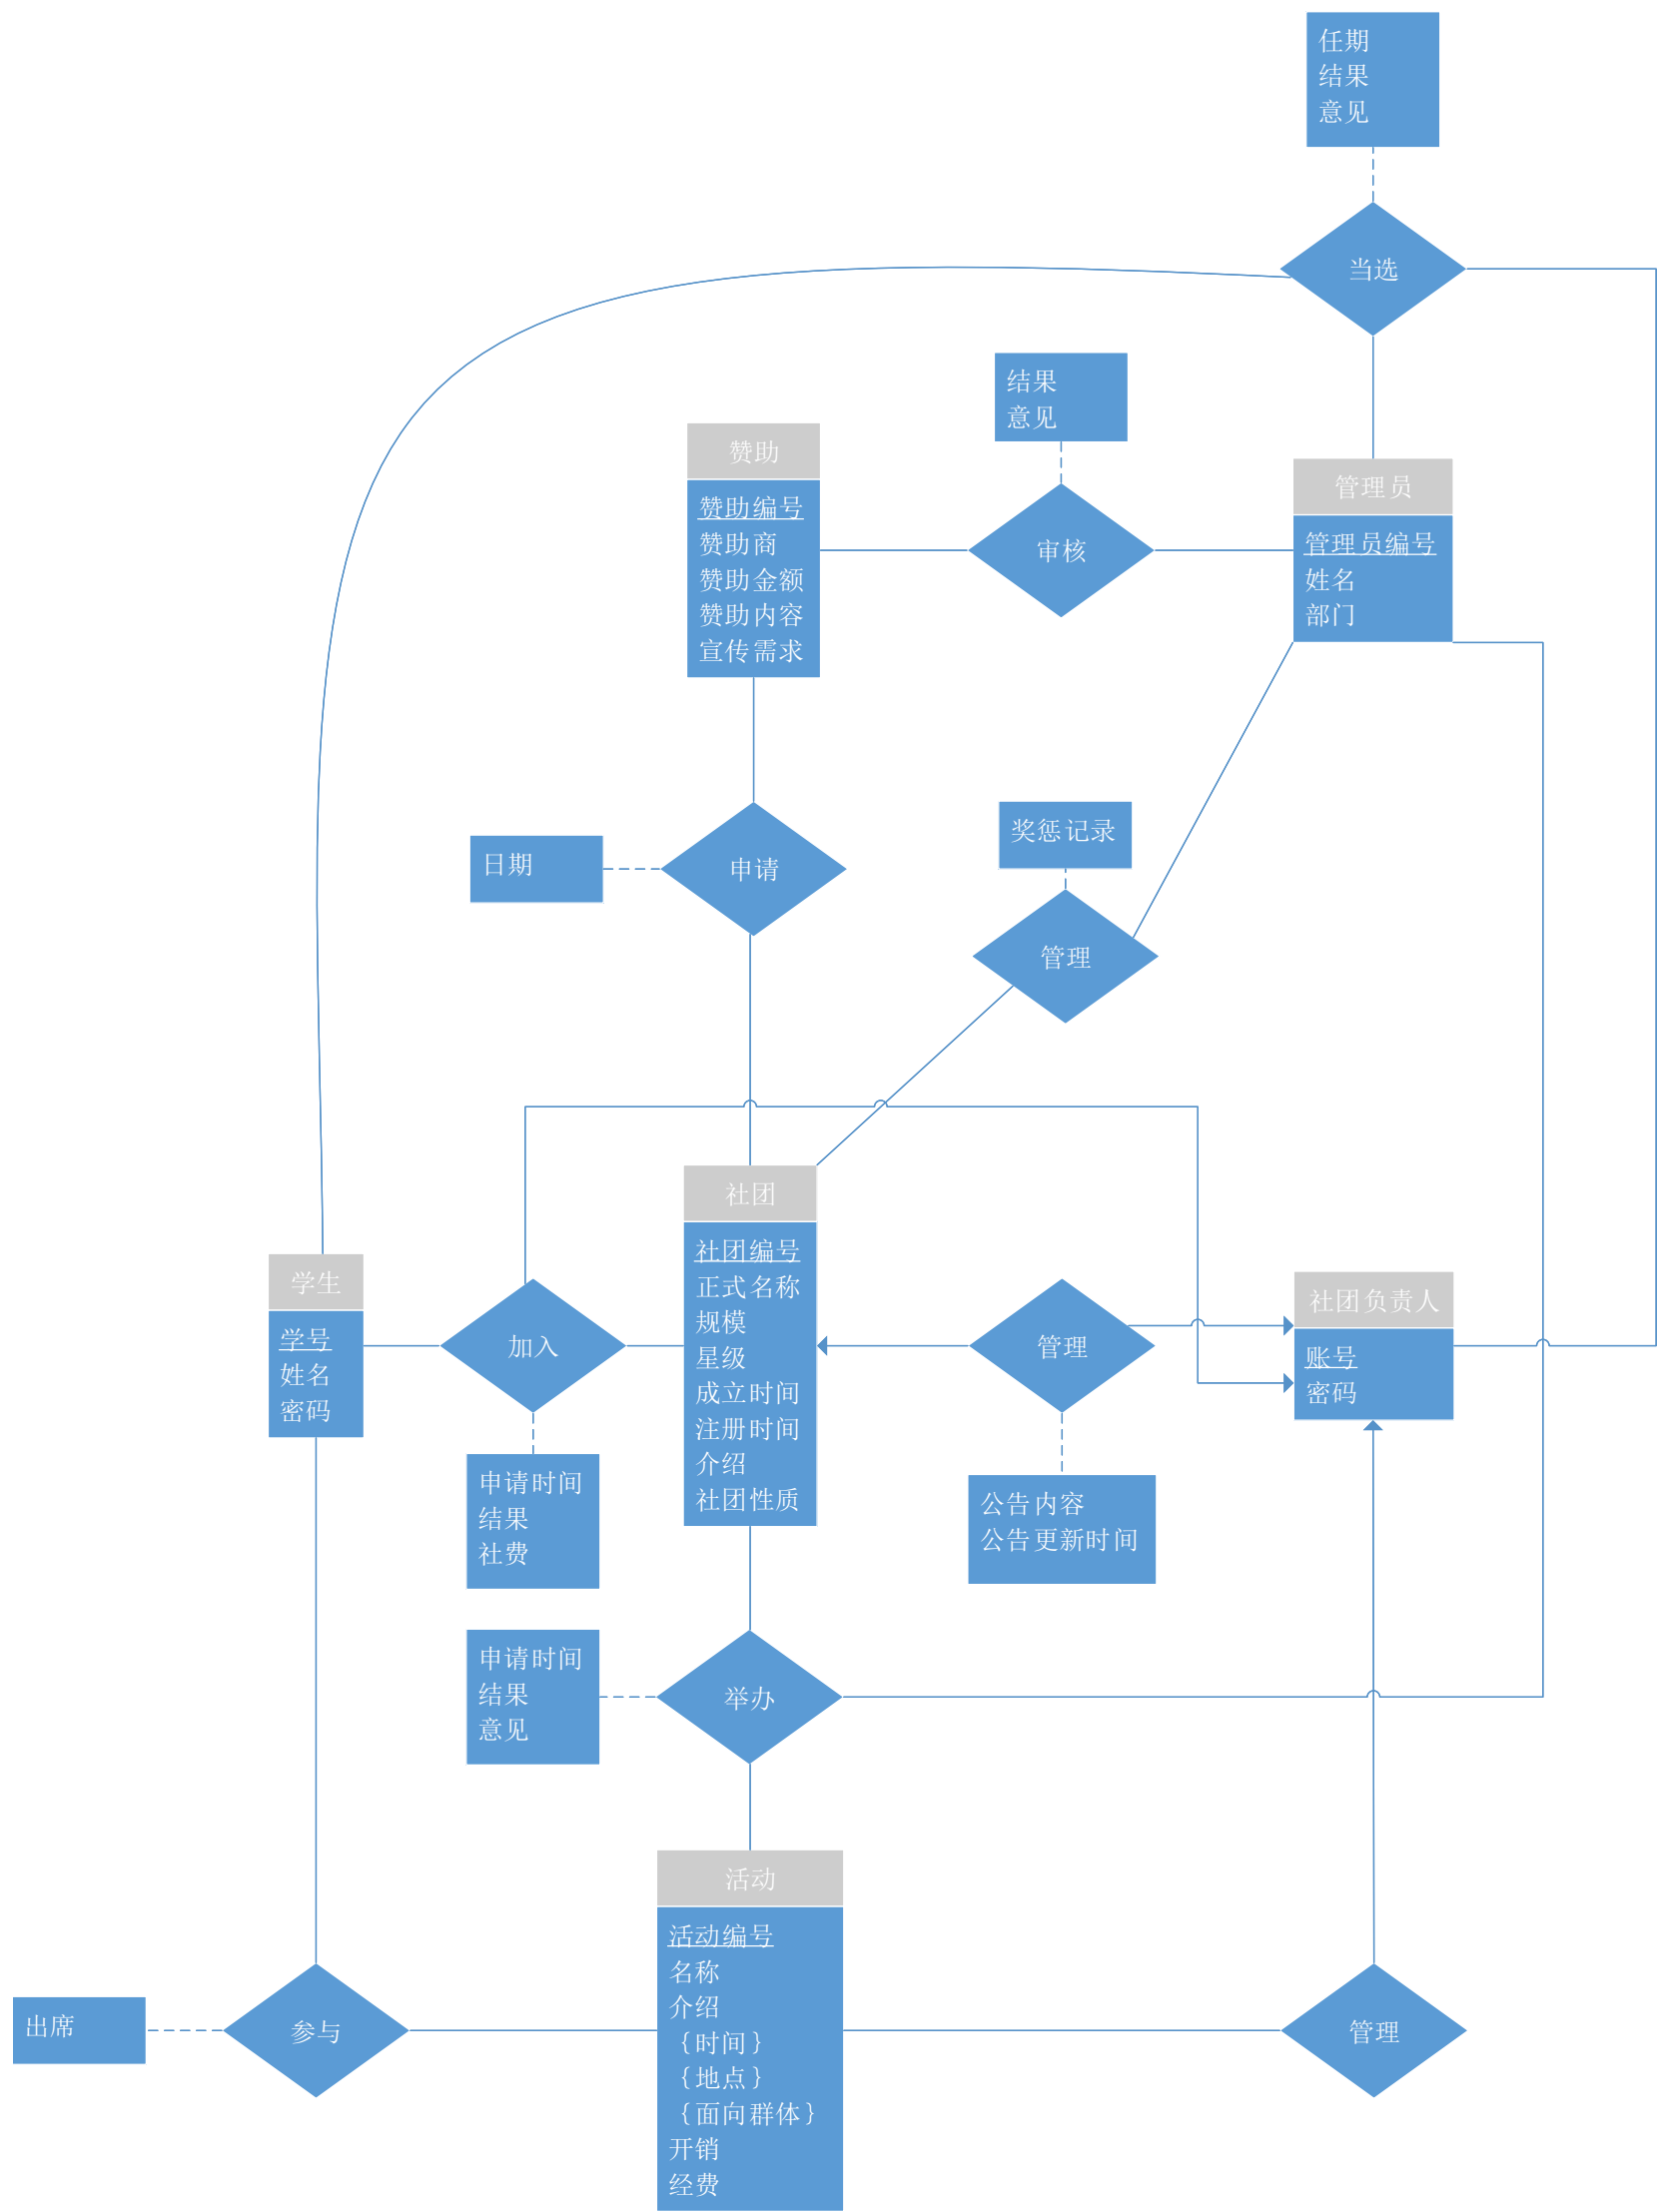 任期
结果
意见
当选
结果
意见
赞助
赞助编号
赞助商
赞助金额
赞助内容
宣传需求
审核
管理员
管理员编号
姓名
部门
奖惩记录
日期
申请
管理
社团
社团编号
正式名称
规模
星级
成立时间
注册时间
介绍
社团性质
学生
学号
姓名
密码
加入
管理
社团负责人
账号
密码
申请时间
结果
社费
公告内容
公告更新时间
申请时间
结果
意见
举办
活动
活动编号
名称
介绍
{时间}
{地点}
{面向群体}
开销
经费
出席
参与
管理